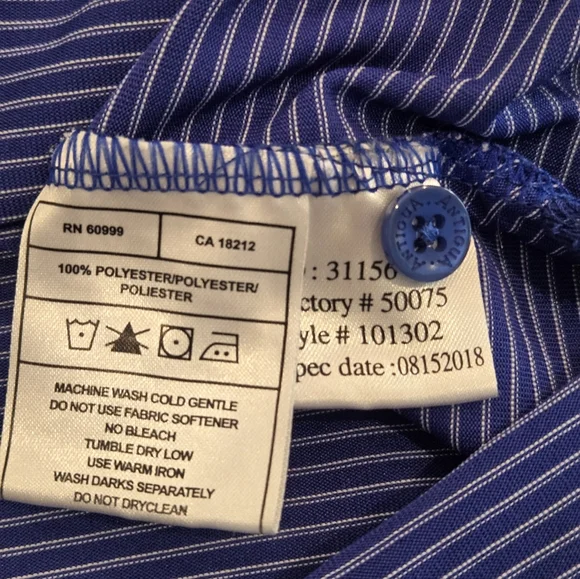 RN 60999
CA 18212
100% POLYESTER/POLYESTER/
POLIESTER
MACHINE WASH COLD GENTLE
DO NOT USE FABRIC SOFTENER
NO BLEACH
TUMBLE DRY LOW
USE WARM IRON
WASH DARKS SEPARATELY
DO NOT DRYCLEAN
ANTIGUA · ANTIGUA
: 31156
ctory # 50075
yle # 101302
pec date :08152018